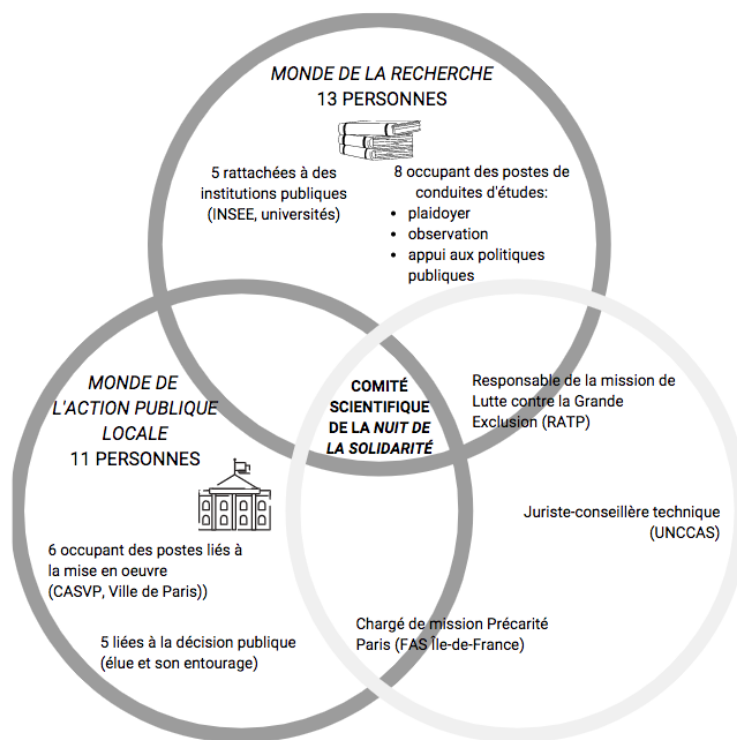 MONDE DE LA RECHERCHE
13 PERSONNES
5 rattachées à des
institutions publiques
(INSEE, universités)
8 occupant des postes de
conduites d'études:
• plaidoyer
• observation
• appui aux politiques
publiques
MONDE DE
L'ACTION PUBLIQUE
LOCALE
11 PERSONNES
6 occupant des postes liés à
la mise en oeuvre
(CASVP, Ville de Paris))
5 liées à la décision publique
(élue et son entourage)
COMITÉ
SCIENTIFIQUE
DE LA NUIT DE
LA SOLIDARITÉ
Responsable de la mission de
Lutte contre la Grande
Exclusion (RATP)
Juriste-conseillère technique
(UNCCAS)
Chargé de mission Précarité
Paris (FAS Île-de-France)